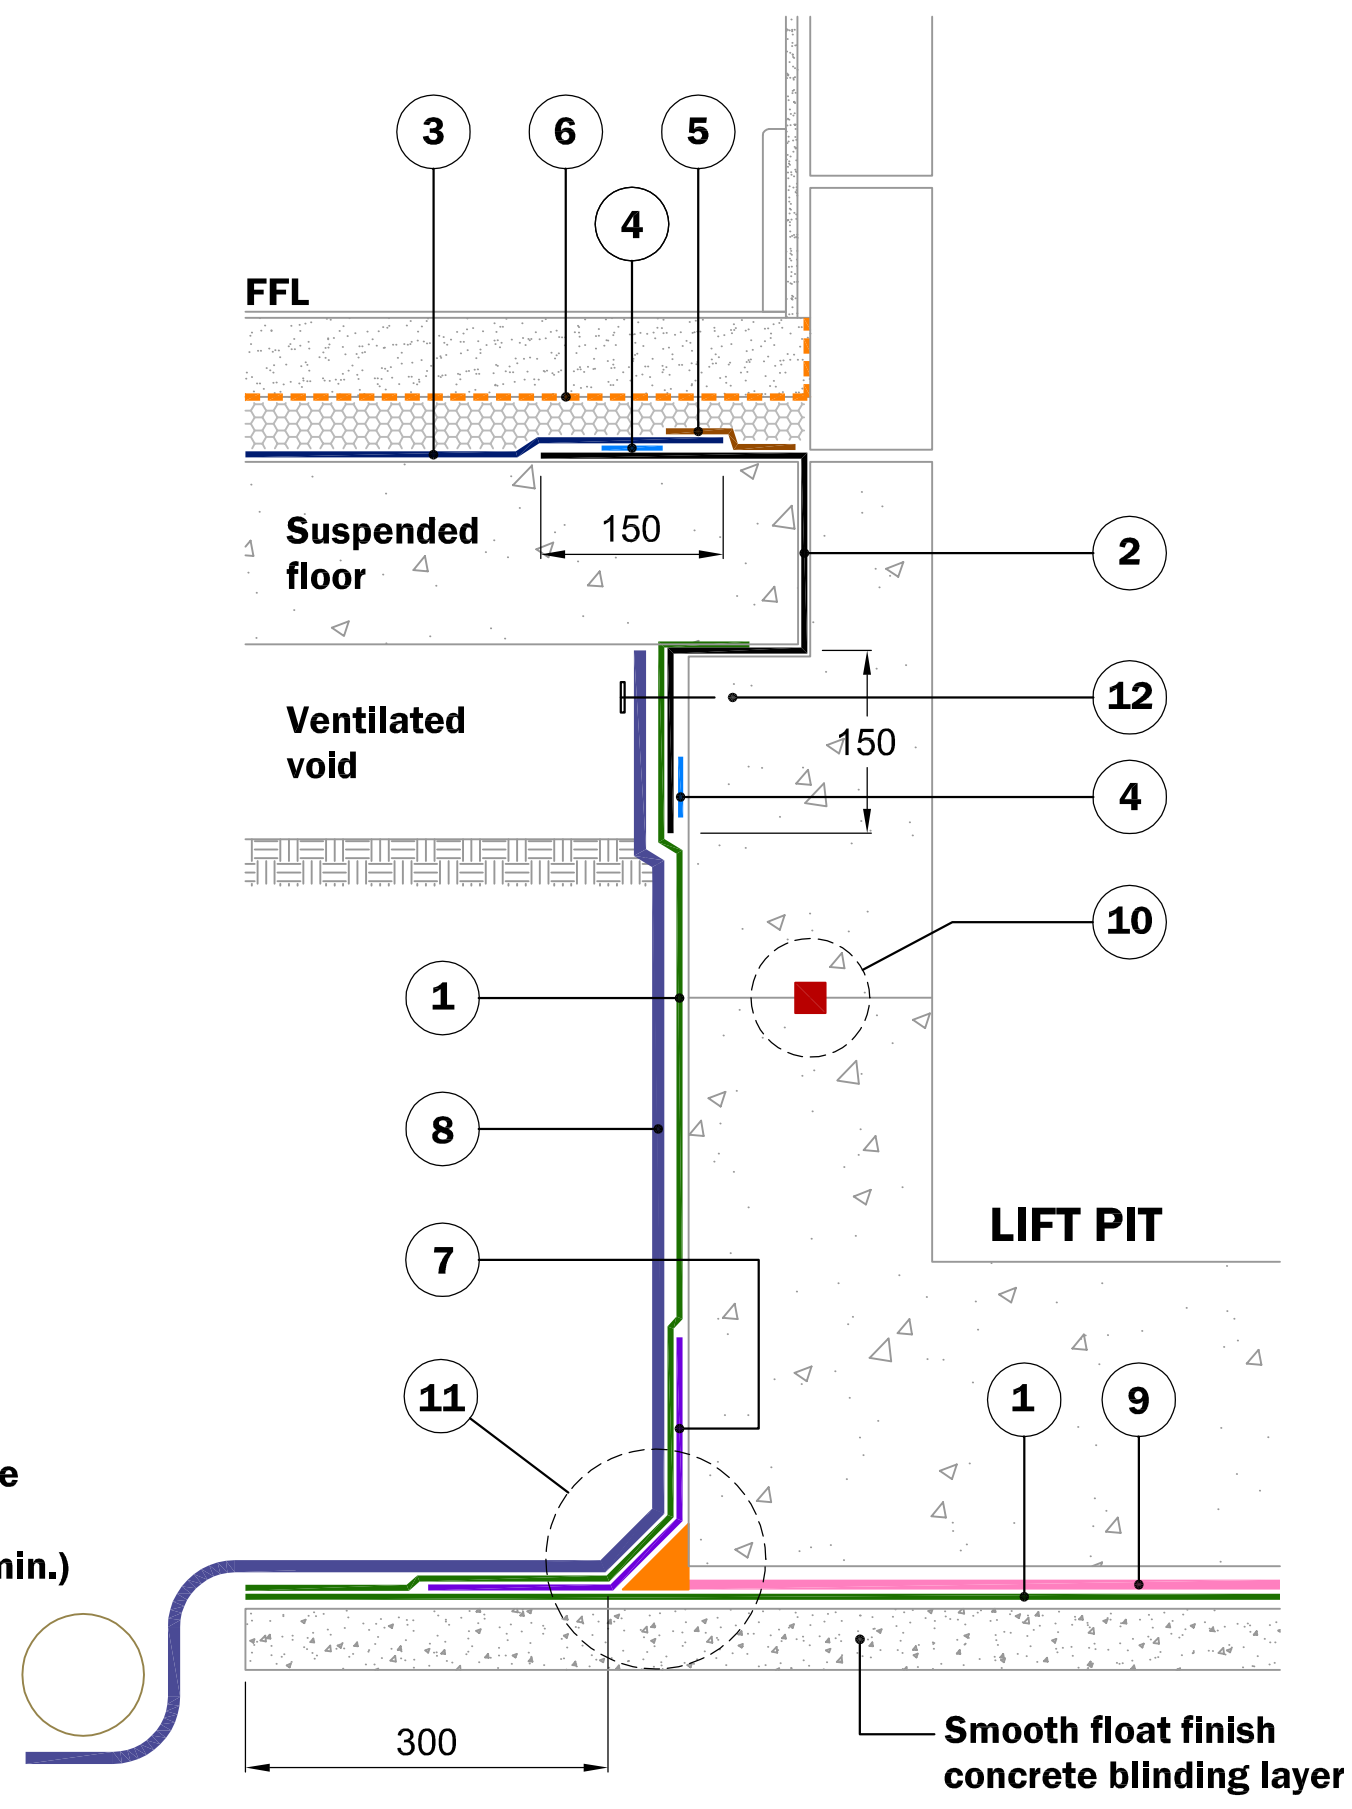 3
6
5
4
FFL
Suspended
floor
150
2
Ventilated
void
12
150
4
10
1
8
7
LIFT PIT
11
1
9
e
min.)
300
Smooth float finish
concrete blinding layer